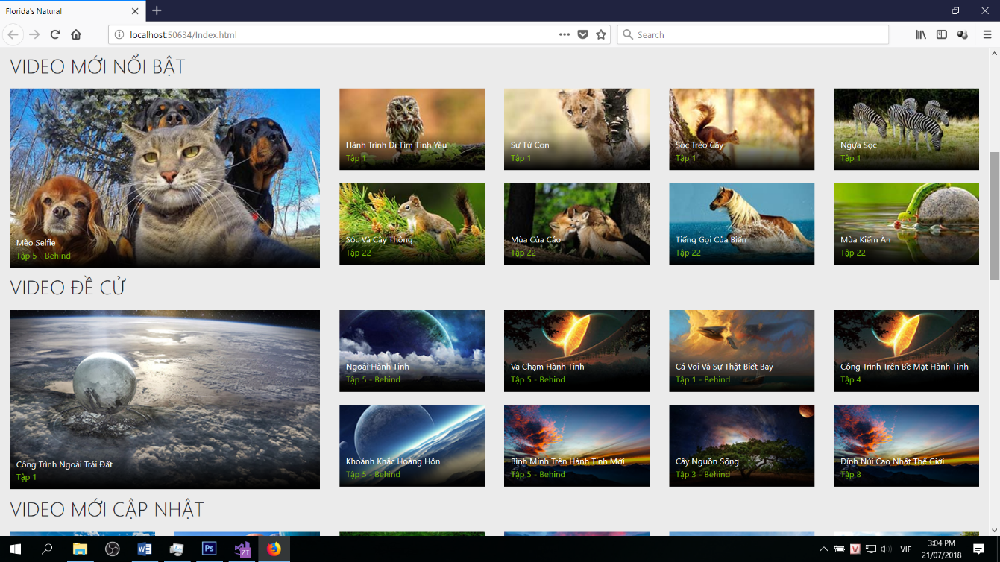 Florida's Natural
localhost:50634/Index.html
Search
VIDEO MỚI NỔI BẬT
Mèo Selfie
Tập 5 - Behind
Hành Trình Đi Tìm Tình Yêu
Tập 1
Sư Tử Con
Tập 1
Sóc Trèo Cây
Tập 1
Ngựa Sọc
Tập 1
Sóc Và Cây Thông
Tập 22
Mùa Của Cáo
Tập 22
Tiếng Gọi Của Biển
Tập 22
Mùa Kiếm Ăn
Tập 22
VIDEO ĐỀ CỬ
Công Trình Ngoài Trái Đất
Tập 1
Ngoài Hành Tinh
Tập 5 - Behind
Va Chạm Hành Tinh
Tập 5 - Behind
Cá Voi Và Sự Thật Biết Bay
Tập 1 - Behind
Công Trình Trên Bề Mặt Hành Tinh
Tập 4
Khoảnh Khắc Hoàng Hôn
Tập 5 - Behind
Bình Minh Trên Hành Tinh Mới
Tập 5 - Behind
Cây Nguồn Sống
Tập 3 - Behind
Đỉnh Núi Cao Nhất Thế Giới
Tập 8
VIDEO MỚI CẬP NHẬT
W
Ps
ZT
V
VIE
3:04 PM
21/07/2018